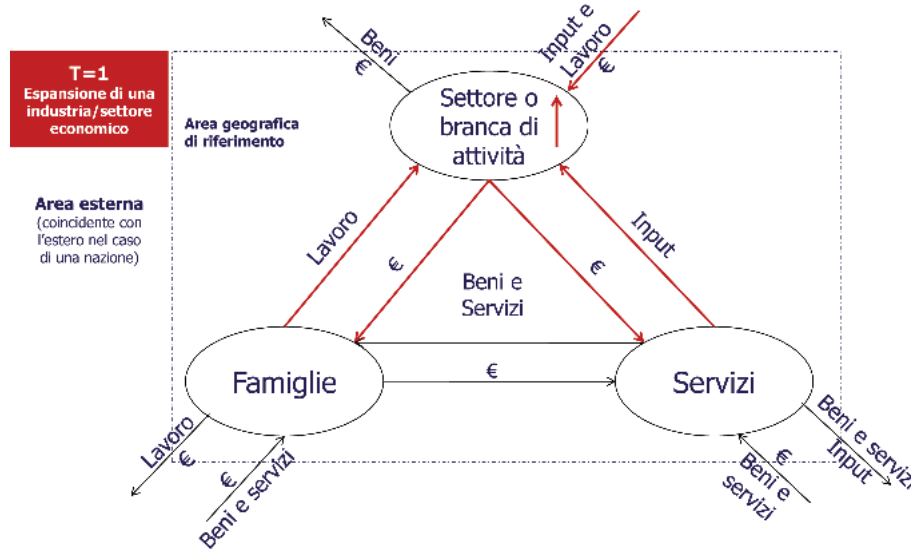 T=1
Espansione di una
industria/settore
economico
Area geografica
di riferimento
Area esterna
(coincidente con
l'estero nel caso
di una nazione)
Beni
€
Input e
Lavoro
€
Settore o
branca di
attività
Lavoro
€
Input
€
Beni e
Servizi
Famiglie
€
Servizi
Lavoro
€
€
Beni e servizi
€
Beni e
servizi
Beni e servizi
Input